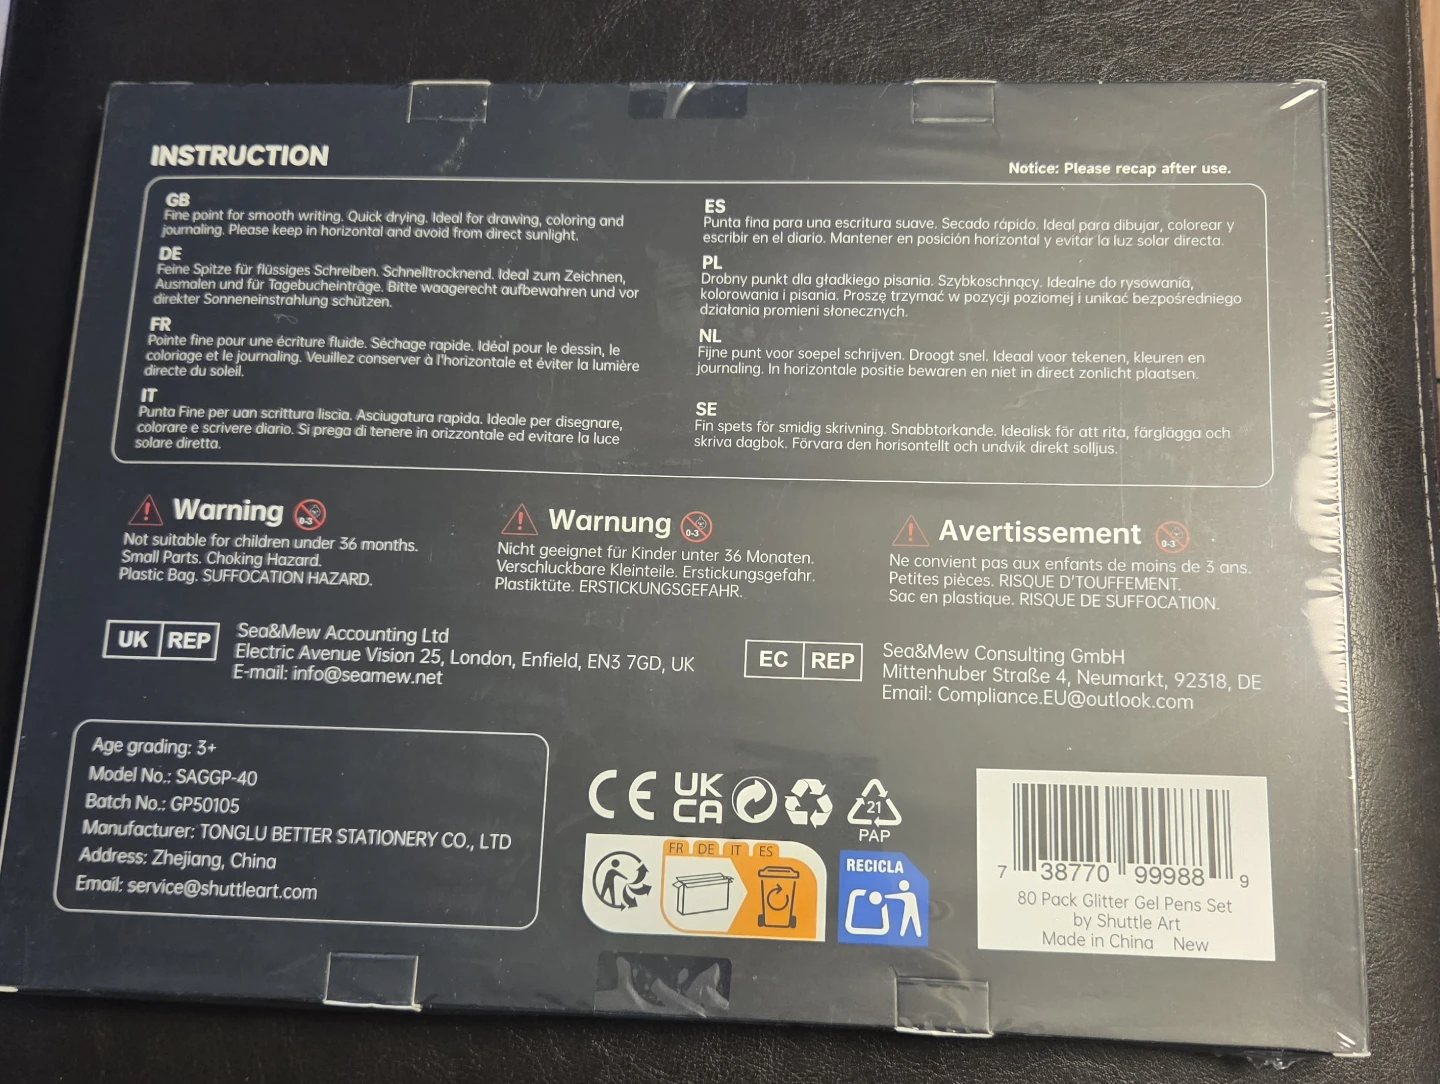 INSTRUCTION
Notice: Please recap after use.
GB
Fine point for smooth writing. Quick drying. Ideal for drawing, coloring and
journaling. Please keep in horizontal and avoid from direct sunlight.
DE
Feine Spitze für flüssiges Schreiben. Schnelltrocknend. Ideal zum Zeichnen,
Ausmalen und für Tagebucheinträge. Bitte waagerecht aufbewahren und vor
direkter Sonneneinstrahlung schützen.
FR
Pointe fine pour une écriture fluide. Séchage rapide. Idéal pour le dessin, le
coloriage et le journaling. Veuillez conserver à l'horizontale et éviter la lumière
directe du soleil.
IT
Punta Fine per uan scrittura liscia. Asciugatura rapida. Ideale per disegnare,
colorare e scrivere diario. Si prega di tenere in orizzontale ed evitare la luce
solare diretta.
ES
Punta fina para una escritura suave. Secado rápido. Ideal para dibujar, colorear y
escribir en el diario. Mantener en posición horizontal y evitar la luz solar directa.
PL
Drobny punkt dla gładkiego pisania. Szybkoschnący. Idealne do rysowania,
kolorowania i pisania. Proszę trzymać w pozycji poziomej i unikać bezpośredniego
działania promieni słonecznych.
NL
Fijne punt voor soepel schrijven. Droogt snel. Ideaal voor tekenen, kleuren en
journaling. In horizontale positie bewaren en niet in direct zonlicht plaatsen.
SE
Fin spets för smidig skrivning. Snabbtorkande. Idealisk för att rita, färglägga och
skriva dagbok. Förvara den horisontellt och undvik direkt solljus.
Warning 0-3
Not suitable for children under 36 months.
Small Parts. Choking Hazard.
Plastic Bag. SUFFOCATION HAZARD.
Warnung 0-3
Nicht geeignet für Kinder unter 36 Monaten.
Verschluckbare Kleinteile. Erstickungsgefahr.
Plastiktüte. ERSTICKUNGSGEFAHR.
Avertissement 0-3
Ne convient pas aux enfants de moins de 3 ans.
Petites pièces. RISQUE D'TOUFFEMENT.
Sac en plastique. RISQUE DE SUFFOCATION.
UK REP
Sea&Mew Accounting Ltd
Electric Avenue Vision 25, London, Enfield, EN3 7GD, UK
E-mail: info@seamew.net
EC REP
Sea&Mew Consulting GmbH
Mittenhuber Straße 4, Neumarkt, 92318, DE
Email: Compliance.EU@outlook.com
Age grading: 3+
Model No.: SAGGP-40
Batch No.: GP50105
Manufacturer: TONGLU BETTER STATIONERY CO., LTD
Address: Zhejiang, China
Email: service@shuttleart.com
CE
UK
CA
21
PAP
FR DE IT ES
RECICLA
7 38770 99988 9
80 Pack Glitter Gel Pens Set
by Shuttle Art
Made in China New